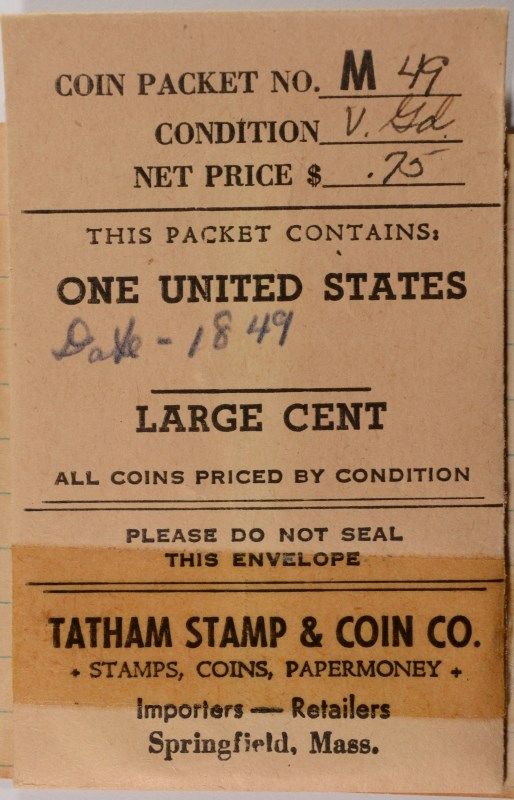 COIN PACKET NO. M 49
CONDITION V. Gd.
NET PRICE $ .75
THIS PACKET CONTAINS:
ONE UNITED STATES
Date - 1849
LARGE CENT
ALL COINS PRICED BY CONDITION
PLEASE DO NOT SEAL
THIS ENVELOPE
TATHAM STAMP & COIN CO.
+ STAMPS, COINS, PAPERMONEY +
Importers — Retailers
Springfield, Mass.